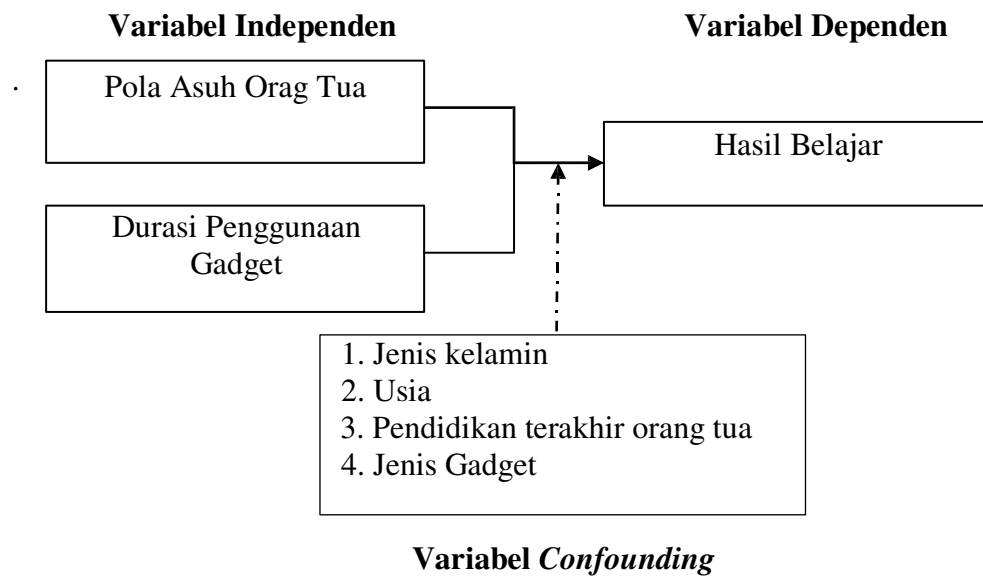 Variabel Independen
Variabel Dependen
Pola Asuh Orag Tua
Hasil Belajar
Durasi Penggunaan
Gadget
1. Jenis kelamin
2. Usia
3. Pendidikan terakhir orang tua
4. Jenis Gadget
Variabel Confounding